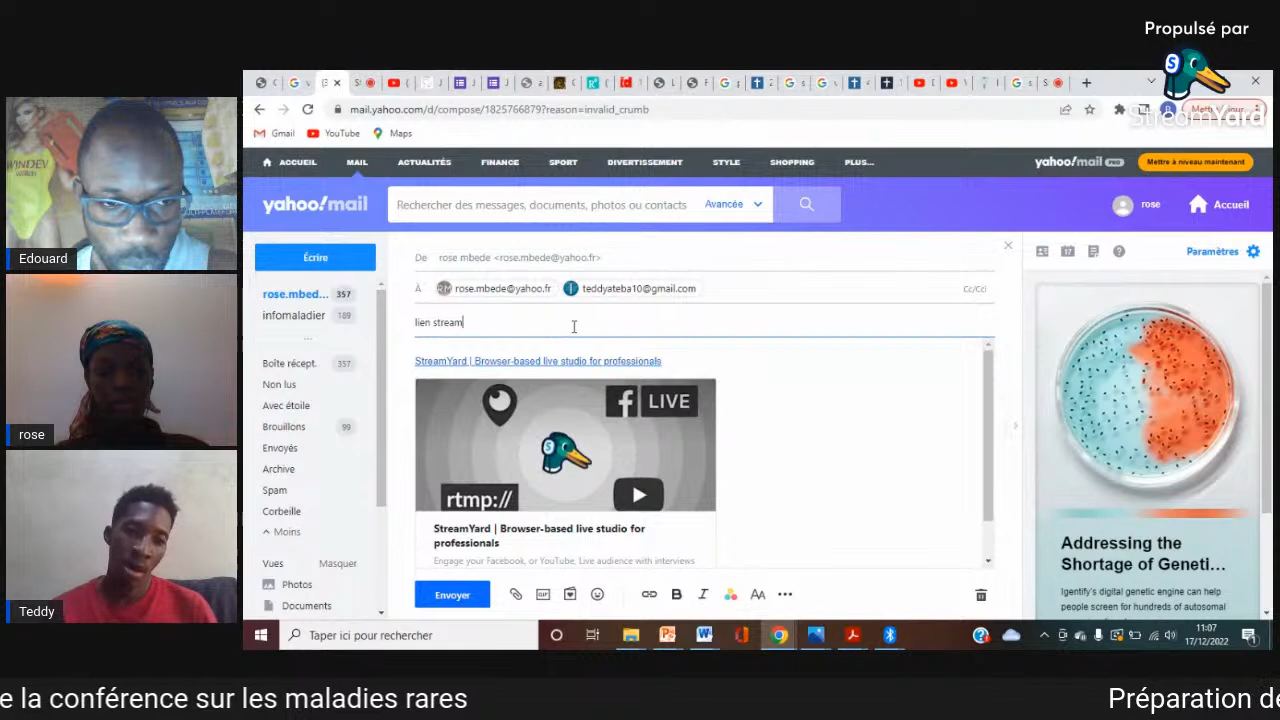 Propulsé par
StreamYard
mail.yahoo.com/d/compose/1825766879?reason=invalid_crumb
Gmail YouTube Maps
ACCUEIL MAIL ACTUALITÉS FINANCE SPORT DIVERTISSEMENT STYLE SHOPPING PLUS... yahoo!mail PRO Mettre à niveau maintenant
yahoo!mail Rechercher des messages, documents, photos ou contacts Avancée rose Accueil
WINDEV
Edouard
rose
Teddy
Écrire
rose.mbed... 357
infomaladier 189
Boîte récept. 357
Non lus
Avec étoile
Brouillons 99
Envoyés
Archive
Spam
Corbeille
Moins
Vues Masquer
Photos
Documents
De rose mbede <rose.mbede@yahoo.fr>
À rose.mbede@yahoo.fr teddyateba10@gmail.com Cc/Cci
lien stream
StreamYard | Browser-based live studio for professionals
LIVE
rtmp://
StreamYard | Browser-based live studio for
professionals
Engage your Facebook, or YouTube, Live audience with interviews
Envoyer GIF
Paramètres
Addressing the
Shortage of Geneti...
Igentify's digital genetic engine can help
people screen for hundreds of autosomal
Taper ici pour rechercher
11:07
17/12/2022
e la conférence sur les maladies rares Préparation de